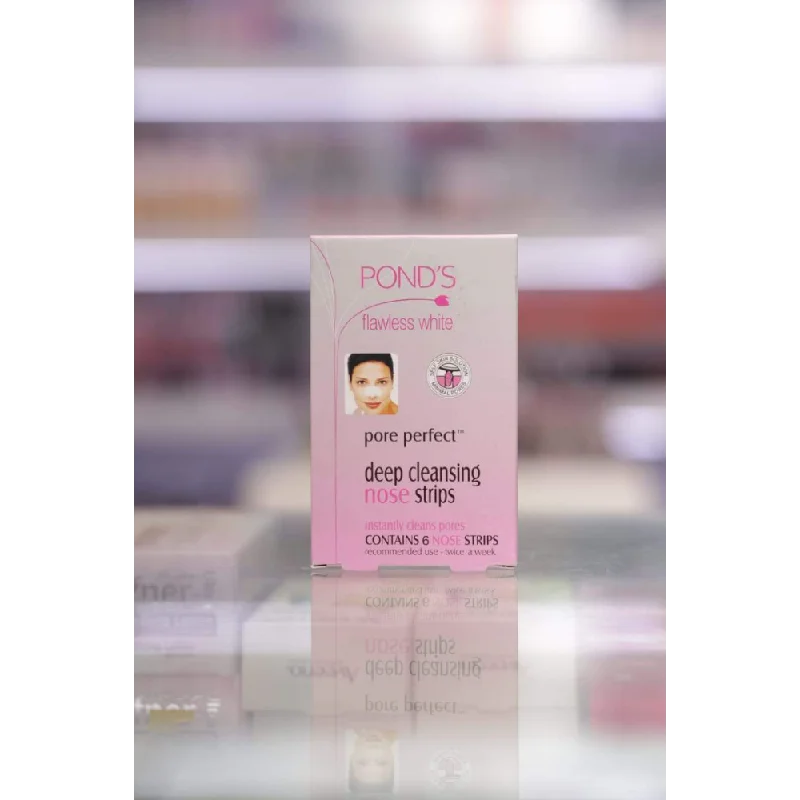 POND'S
flawless white
pore perfect™
deep cleansing
nose strips
instantly cleans pores
CONTAINS 6 NOSE STRIPS
recommended use - twice a week